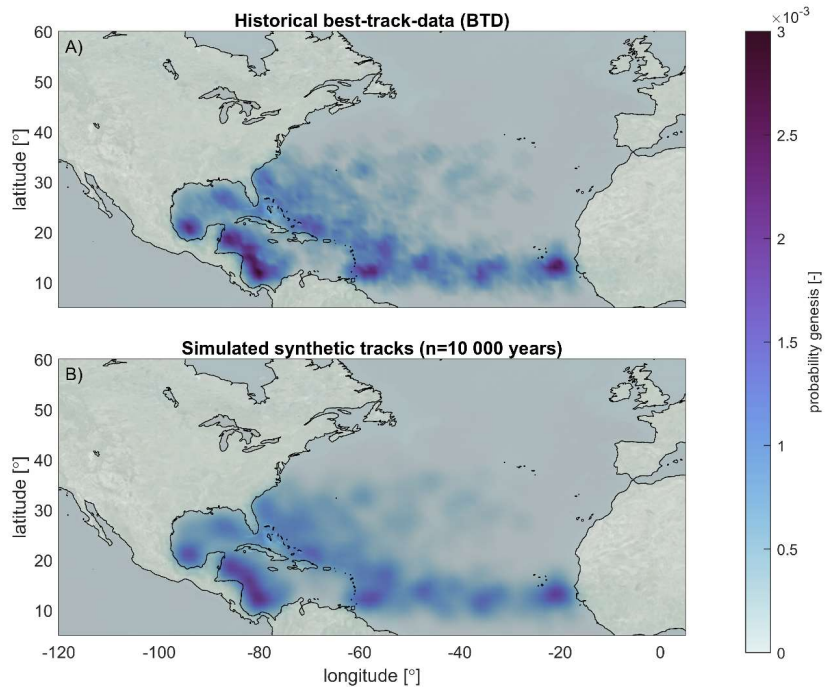 Historical best-track-data (BTD)
×10⁻³
A)
60
50
40
30
20
10
latitude [°]
3
2.5
2
1.5
1
0.5
0
probability genesis [-]
Simulated synthetic tracks (n=10 000 years)
B)
60
50
40
30
20
10
latitude [°]
-120 -100 -80 -60 -40 -20 0
longitude [°]